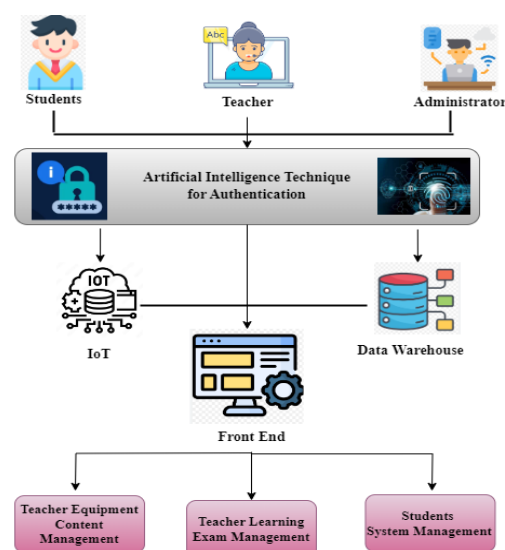 Abc
Students
Teacher
Administrator
i
Artificial Intelligence Technique
for Authentication
*****
IOT
IoT
Data Warehouse
Front End
Teacher Equipment
Content
Management
Teacher Learning
Exam Management
Students
System Management